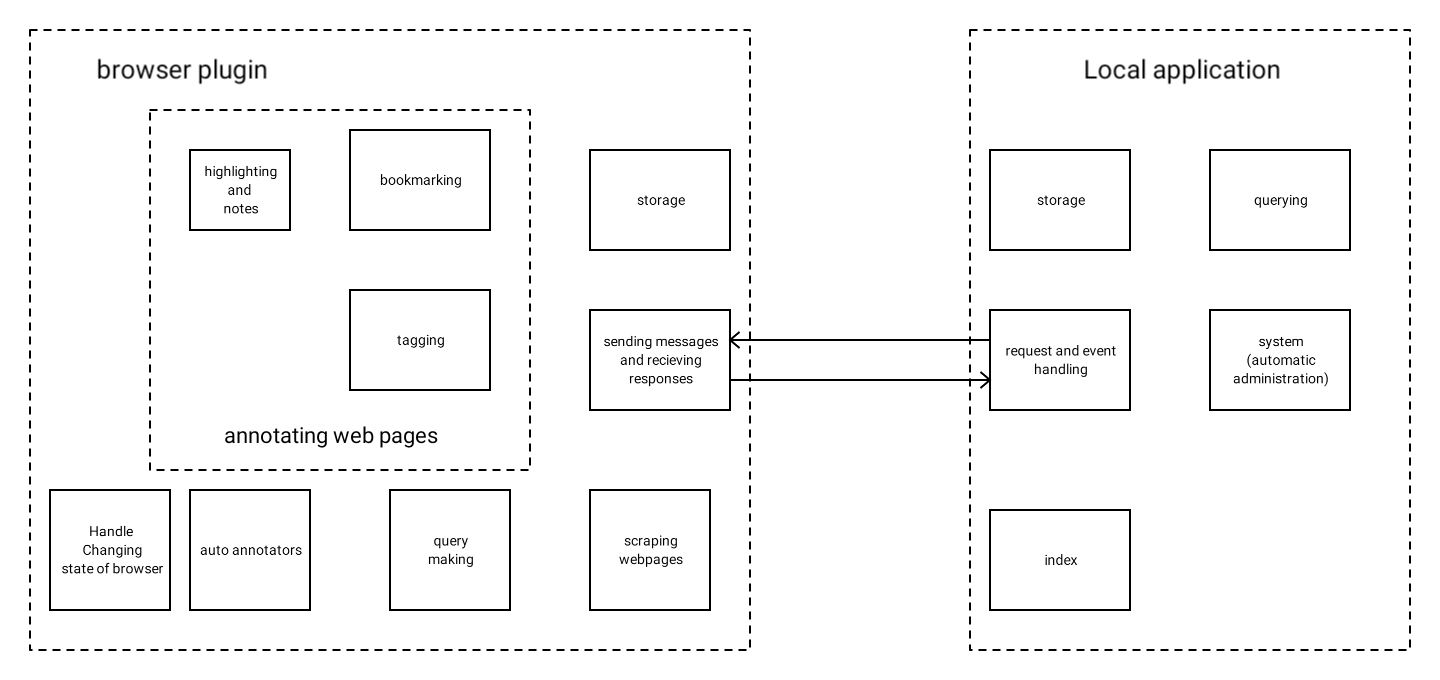 browser plugin
highlighting
and
notes
bookmarking
storage
tagging
sending messages
and recieving
responses
annotating web pages
Handle
Changing
state of browser
auto annotators
query
making
scraping
webpages
Local application
storage
querying
request and event
handling
system
(automatic
administration)
index